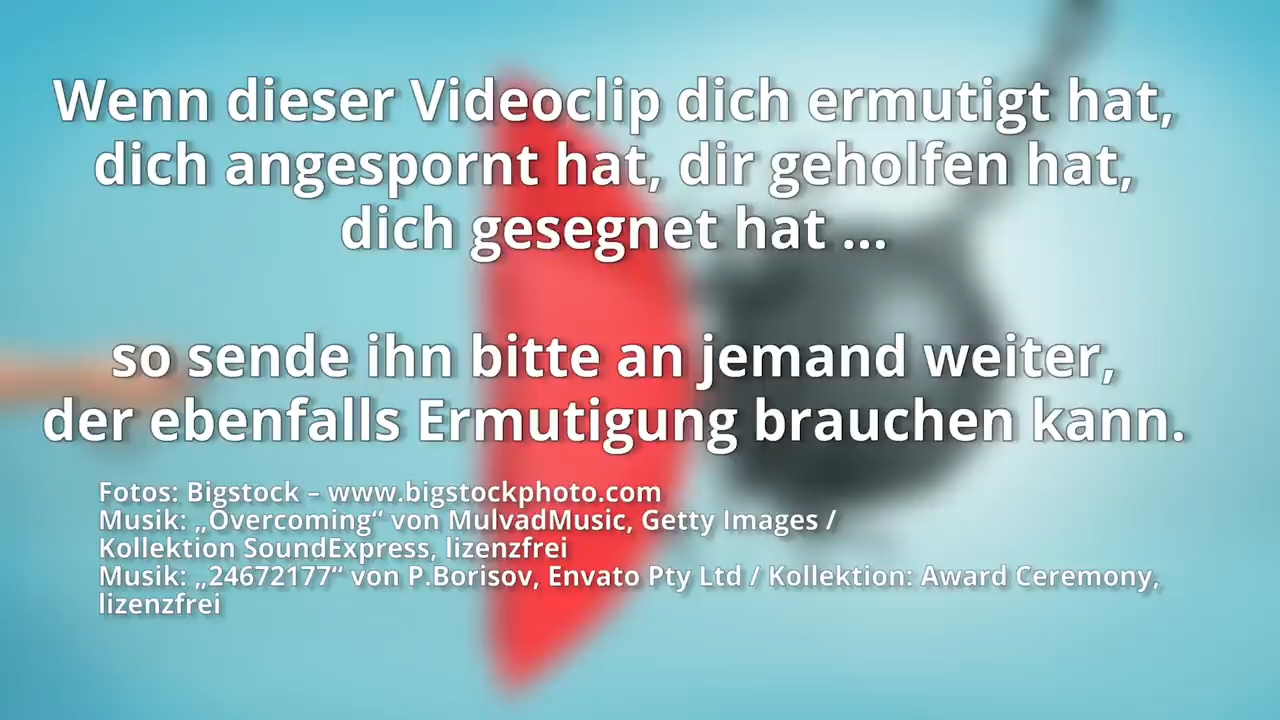 Wenn dieser Videoclip dich ermutigt hat,
dich angespornt hat, dir geholfen hat,
dich gesegnet hat ...
so sende ihn bitte an jemand weiter,
der ebenfalls Ermutigung brauchen kann.
Fotos: Bigstock – www.bigstockphoto.com
Musik: „Overcoming“ von MulvadMusic, Getty Images /
Kollektion SoundExpress, lizenzfrei
Musik: „24672177“ von P.Borisov, Envato Pty Ltd / Kollektion: Award Ceremony,
lizenzfrei